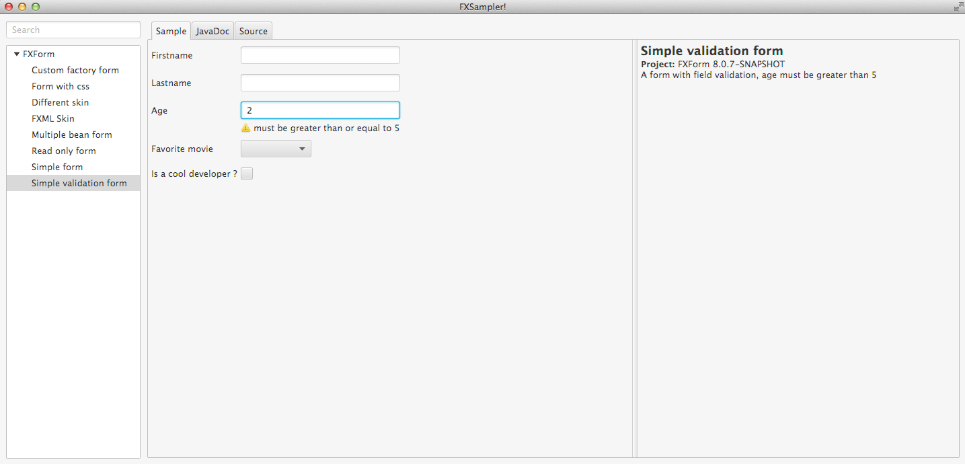 FXSampler!
Search
FXForm
Custom factory form
Form with css
Different skin
FXML Skin
Multiple bean form
Read only form
Simple form
Simple validation form
Sample JavaDoc Source
Firstname
Lastname
Age 2
must be greater than or equal to 5
Favorite movie
Is a cool developer ?
Simple validation form
Project: FXForm 8.0.7-SNAPSHOT
A form with field validation, age must be greater than 5